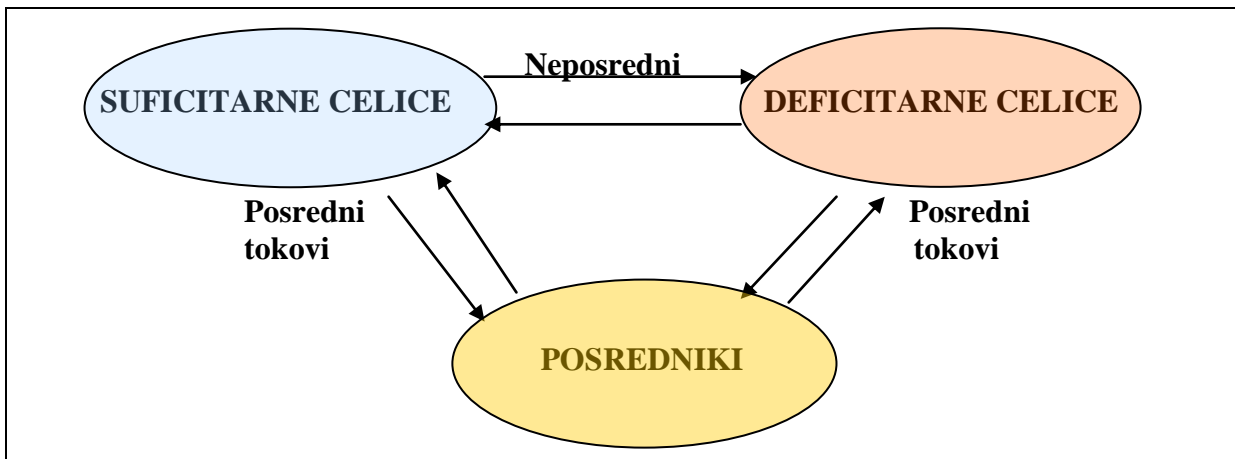 Neposredni
SUFICITARNE CELICE
DEFICITARNE CELICE
Posredni
tokovi
Posredni
tokovi
POSREDNIKI